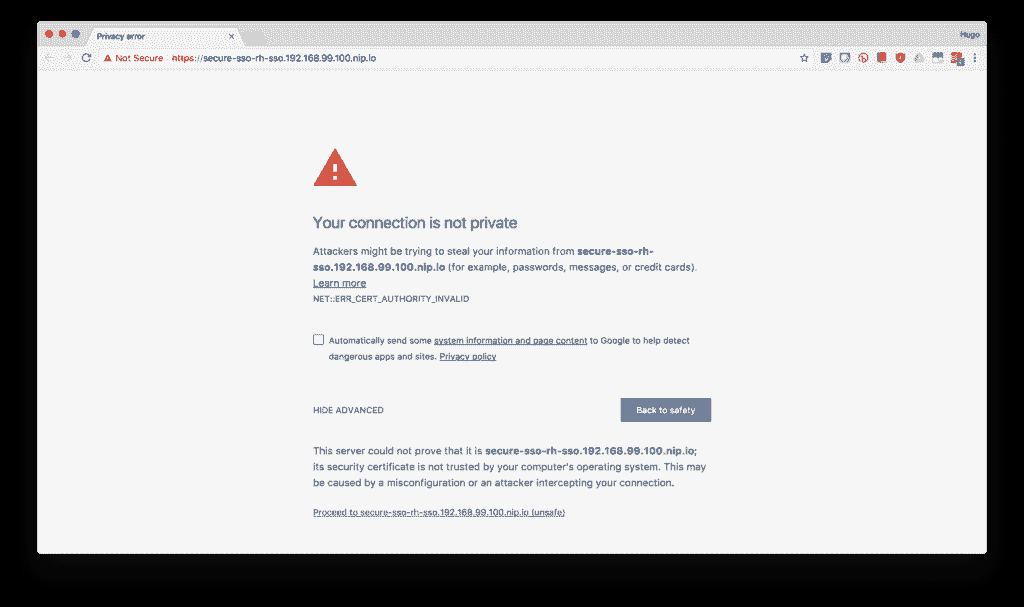 Privacy error
Hugo
Not Secure https://secure-sso-rh-sso.192.168.99.100.nip.io
Your connection is not private
Attackers might be trying to steal your information from secure-sso-rh-
sso.192.168.99.100.nip.io (for example, passwords, messages, or credit cards).
Learn more
NET::ERR_CERT_AUTHORITY_INVALID
Automatically send some system information and page content to Google to help detect
dangerous apps and sites. Privacy policy
HIDE ADVANCED
Back to safety
This server could not prove that it is secure-sso-rh-sso.192.168.99.100.nip.io;
its security certificate is not trusted by your computer's operating system. This may
be caused by a misconfiguration or an attacker intercepting your connection.
Proceed to secure-sso-rh-sso.192.168.99.100.nip.io (unsafe)